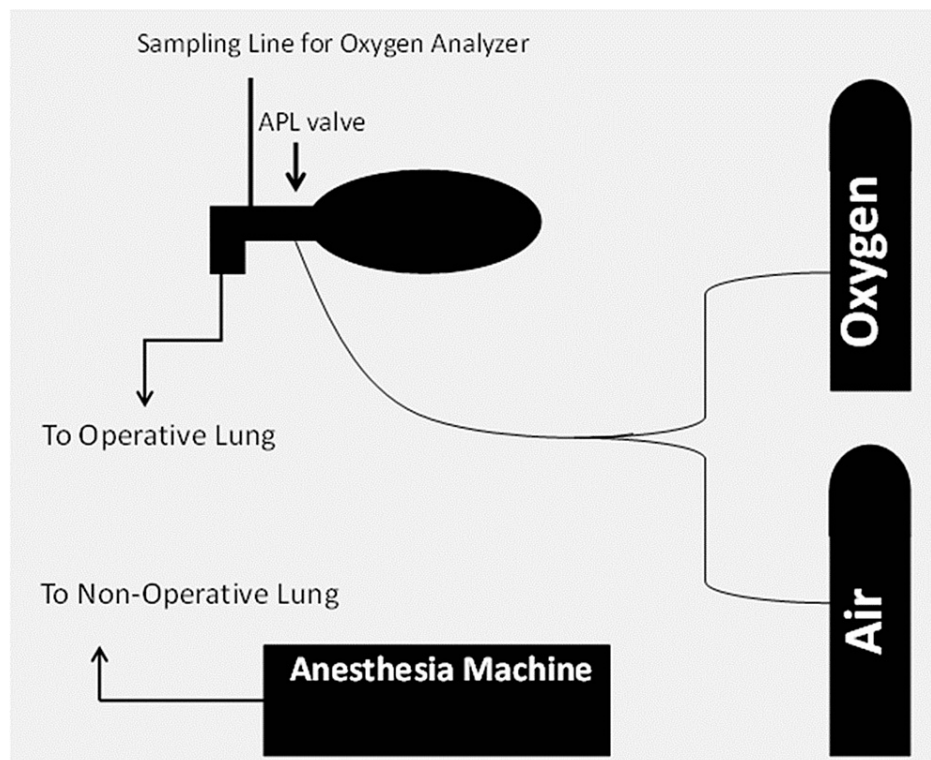 Sampling Line for Oxygen Analyzer
APL valve
Oxygen
To Operative Lung
To Non-Operative Lung
Air
Anesthesia Machine